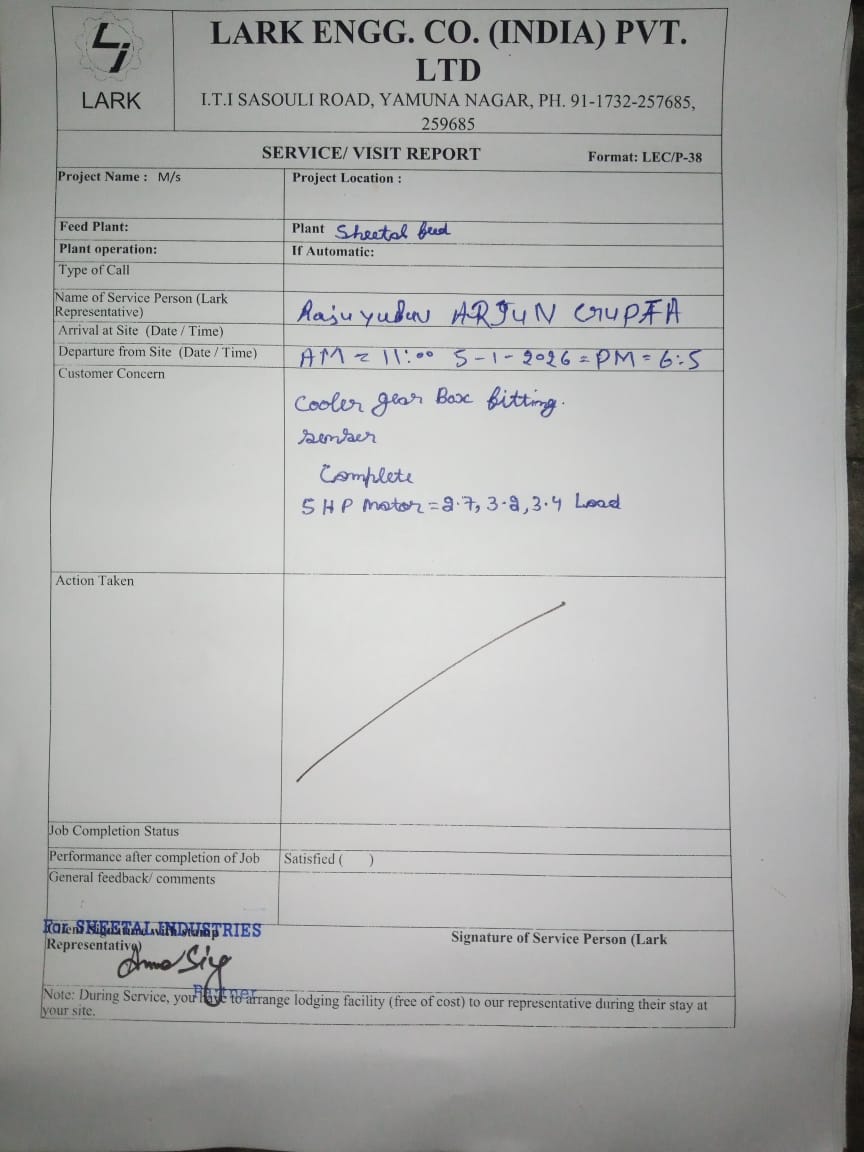 LARK
LARK ENGG. CO. (INDIA) PVT.
LTD
I.T.I SASOULI ROAD, YAMUNA NAGAR, PH. 91-1732-257685,
259685
SERVICE/ VISIT REPORT
Format: LEC/P-38
Project Name : M/s
Project Location :
Feed Plant:
Plant Sheetal feed
Plant operation:
If Automatic:
Type of Call
Name of Service Person (Lark
Representative)
Raju yadav ARJUN GUPTA
Arrival at Site (Date / Time)
Departure from Site (Date / Time)
AM = 11:00 5-1-2026 = PM = 6:5
Customer Concern
Cooler gear Box fitting.
senser
Complete
5 HP Motor = 2.7, 3.2, 3.4 Load
Action Taken
Job Completion Status
Performance after completion of Job
Satisfied ( )
General feedback/ comments
For SHEETAL INDUSTRIES
Representative)
Signature of Service Person (Lark
Partner
Note: During Service, you have to arrange lodging facility (free of cost) to our representative during their stay at
your site.